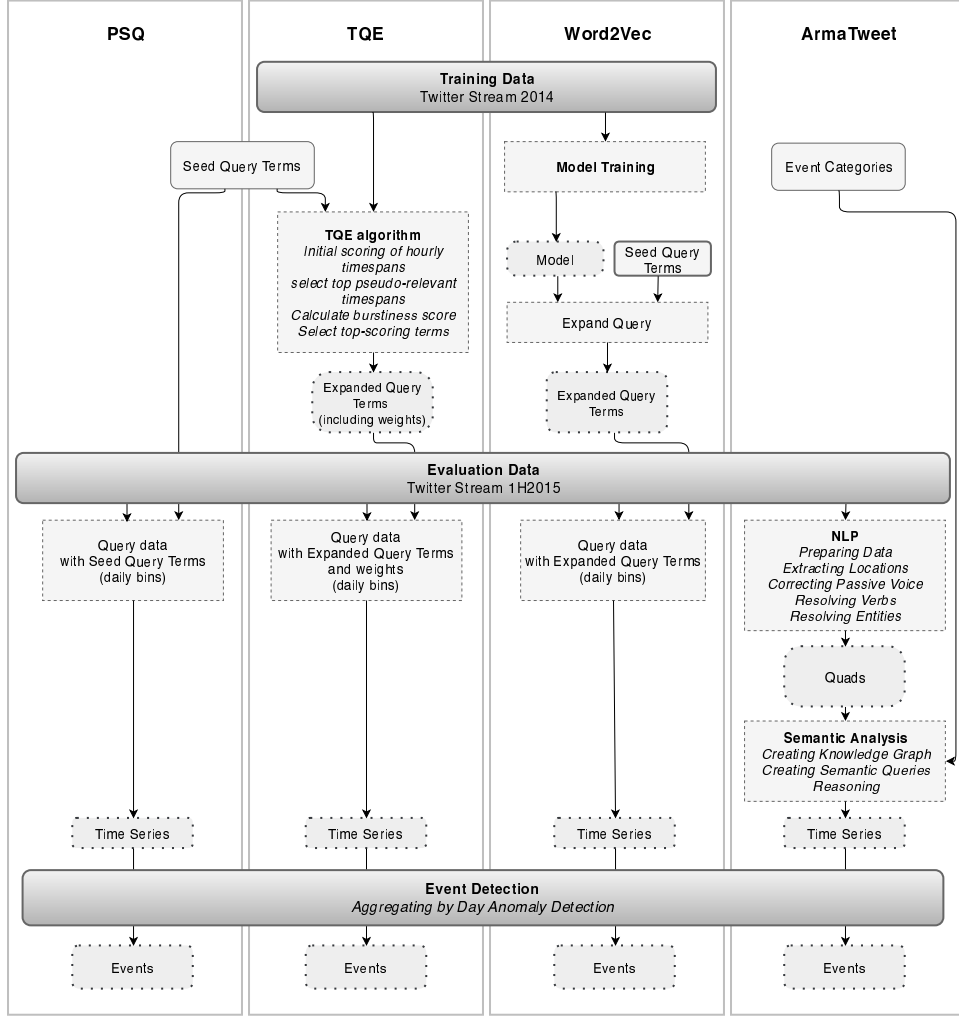 PSQ
TQE
Word2Vec
ArmaTweet
Training Data
Twitter Stream 2014
Seed Query Terms
Model Training
Event Categories
TQE algorithm
Initial scoring of hourly
timespans
select top pseudo-relevant
timespans
Calculate burstiness score
Select top-scoring terms
Model
Seed Query
Terms
Expand Query
Expanded Query
Terms
(including weights)
Expanded Query
Terms
Evaluation Data
Twitter Stream 1H2015
Query data
with Seed Query Terms
(daily bins)
Query data
with Expanded Query Terms
and weights
(daily bins)
Query data
with Expanded Query Terms
(daily bins)
NLP
Preparing Data
Extracting Locations
Correcting Passive Voice
Resolving Verbs
Resolving Entities
Quads
Semantic Analysis
Creating Knowledge Graph
Creating Semantic Queries
Reasoning
Time Series
Time Series
Time Series
Time Series
Event Detection
Aggregating by Day Anomaly Detection
Events
Events
Events
Events